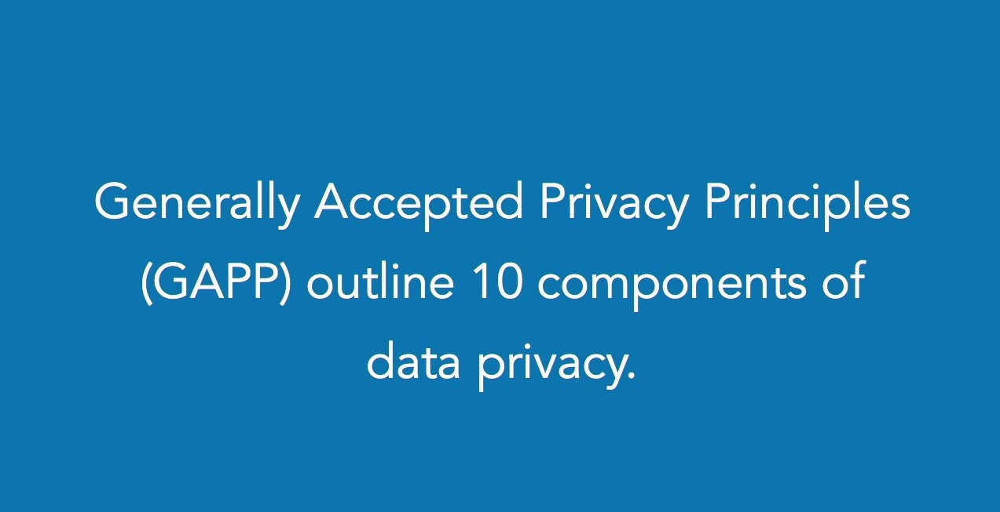 Generally Accepted Privacy Principles
(GAPP) outline 10 components of
data privacy.